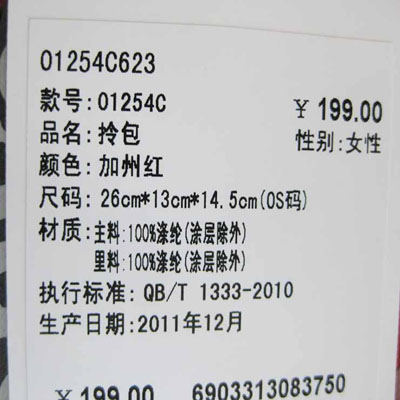 01254C623
款号:01254C
¥ 199.00
品名:拎包
性别:女性
颜色:加州红
尺码: 26cm*13cm*14.5cm(OS码)
材质:主料:100%涤纶(涂层除外)
里料:100%涤纶(涂层除外)
执行标准: QB/T 1333-2010
生产日期:2011年12月
¥ 199.00
6903313083750